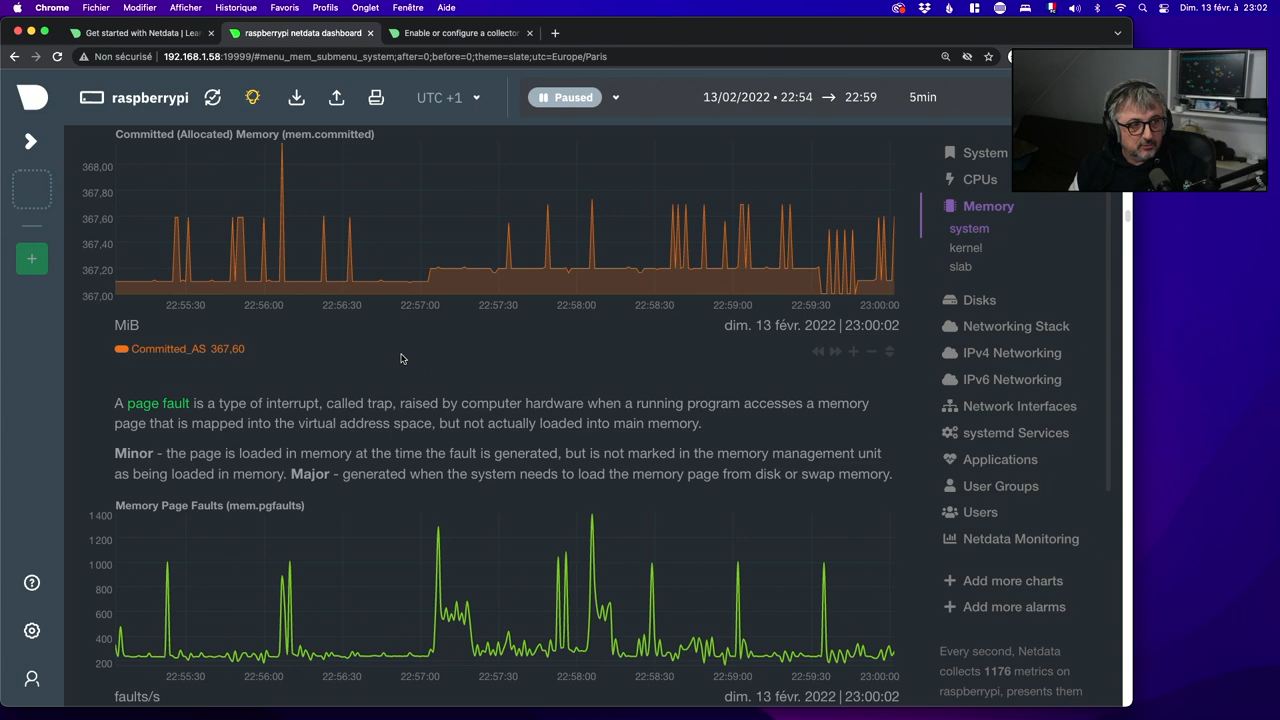 Chrome Fichier Modifier Affichage Historique Favoris Profils Onglet Fenêtre Aide Dim. 13 fév. à 23:02
Get started with Netdata | Lear × raspberrypi netdata dashboard × Enable or configure a collector ×
Non sécurisé 192.168.1.58:19999/#menu_mem_submenu_system;after=0;before=0;theme=slate;utc=Europe/Paris
raspberrypi UTC +1 Paused 13/02/2022 • 22:54 → 22:59 5min
Committed (Allocated) Memory (mem.committed)
368,00
367,80
367,60
367,40
367,20
367,00
22:55:30 22:56:00 22:56:30 22:57:00 22:57:30 22:58:00 22:58:30 22:59:00 22:59:30 23:00:00
MiB dim. 13 févr. 2022 | 23:00:02
Committed_AS 367,60
A page fault is a type of interrupt, called trap, raised by computer hardware when a running program accesses a memory
page that is mapped into the virtual address space, but not actually loaded into main memory.
Minor - the page is loaded in memory at the time the fault is generated, but is not marked in the memory management unit
as being loaded in memory. Major - generated when the system needs to load the memory page from disk or swap memory.
Memory Page Faults (mem.pgfaults)
1 400
1 200
1 000
800
600
400
200
22:55:30 22:56:00 22:56:30 22:57:00 22:57:30 22:58:00 22:58:30 22:59:00 22:59:30 23:00:00
faults/s dim. 13 févr. 2022 | 23:00:02
System
CPUs
Memory
system
kernel
slab
Disks
Networking Stack
IPv4 Networking
IPv6 Networking
Network Interfaces
systemd Services
Applications
User Groups
Users
Netdata Monitoring
Add more charts
Add more alarms
Every second, Netdata
collects 1176 metrics on
raspberrypi, presents them